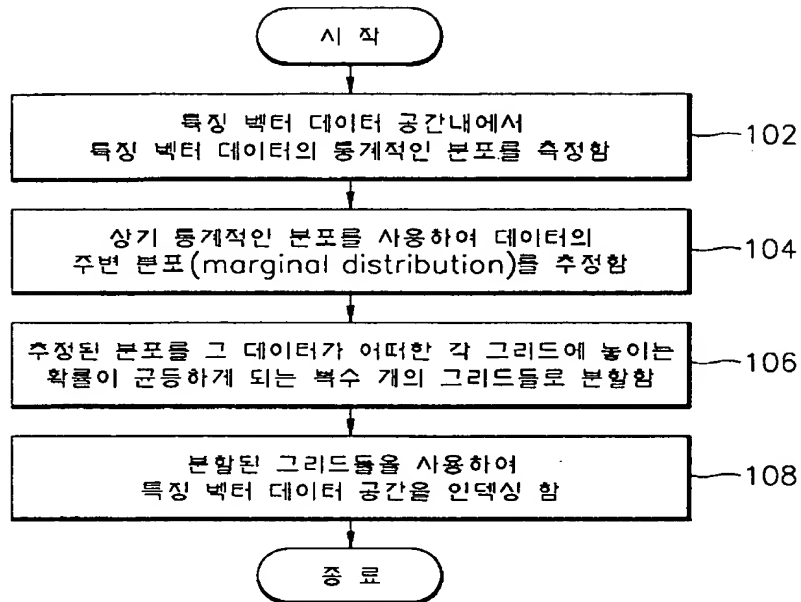 시 작
특징 벡터 데이터 공간내에서
특징 벡터 데이터의 통계적인 분포를 측정함
102
상기 통계적인 분포를 사용하여 데이터의
주변 분포(marginal distribution)를 추정함
104
추정된 분포를 그 데이터가 어떠한 각 그리드에 놓이는
확률이 균등하게 되는 복수 개의 그리드들로 분할함
106
분할된 그리드들을 사용하여
특징 벡터 데이터 공간을 인덱싱 함
108
종 료